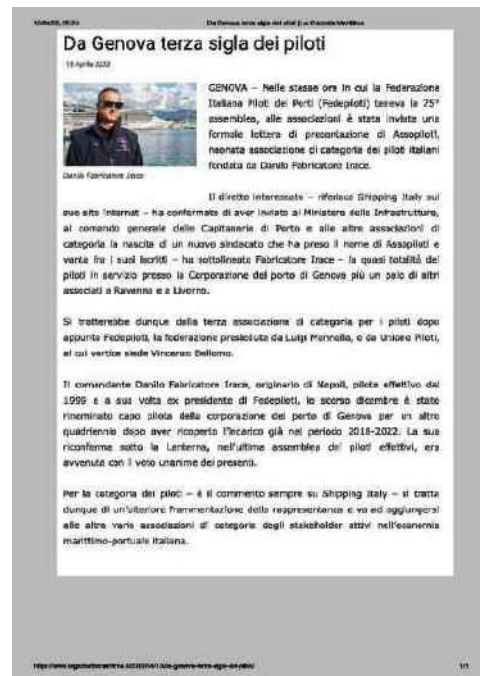 Da Genova terza sigla dei piloti
13 Aprile 2022
GENOVA – Nelle stesse ore in cui la Federazione
Italiana Piloti dei Porti (Fedepiloti) teneva la 75°
assemblea, alle associazioni è stata inviata una
formale lettera di presentazione di Assopiloti,
neonata associazione di categoria dei piloti italiani
fondata da Danilo Fabricatore Irace.
Danilo Fabricatore Irace
Il diretto interessato – riferisce Shipping Italy sul
suo sito internet – ha confermato di aver inviato al Ministero delle Infrastrutture,
al comando generale delle Capitanerie di Porto e alle altre associazioni di
categoria la nascita di un nuovo sindacato che ha preso il nome di Assopiloti e
vanta fra i suoi iscritti – ha sottolineato Fabricatore Irace – la quasi totalità dei
piloti in servizio presso la Corporazione del porto di Genova più un paio di altri
associati a Ravenna e a Livorno.
Si tratterebbe dunque della terza associazione di categoria per i piloti dopo
appunto Fedepiloti, la federazione presieduta da Luigi Mennella, e da Unione Piloti,
al cui vertice siede Vincenzo Bellomo.
Il comandante Danilo Fabricatore Irace, originario di Napoli, pilota effettivo dal
1999 e a sua volta ex presidente di Fedepiloti, lo scorso dicembre è stato
rinominato capo pilota della corporazione del porto di Genova per un altro
quadriennio dopo aver ricoperto l'incarico già nel periodo 2018-2022. La sua
riconferma sotto la Lanterna, nell'ultima assemblea dei piloti effettivi, era
avvenuta con il voto unanime dei presenti.
Per la categoria dei piloti – è il commento sempre su Shipping Italy – si tratta
dunque di un'ulteriore frammentazione della rappresentanza e va ad aggiungersi
alle altre varie associazioni di categoria degli stakeholder attivi nell'economia
marittimo-portuale italiana.
1/1